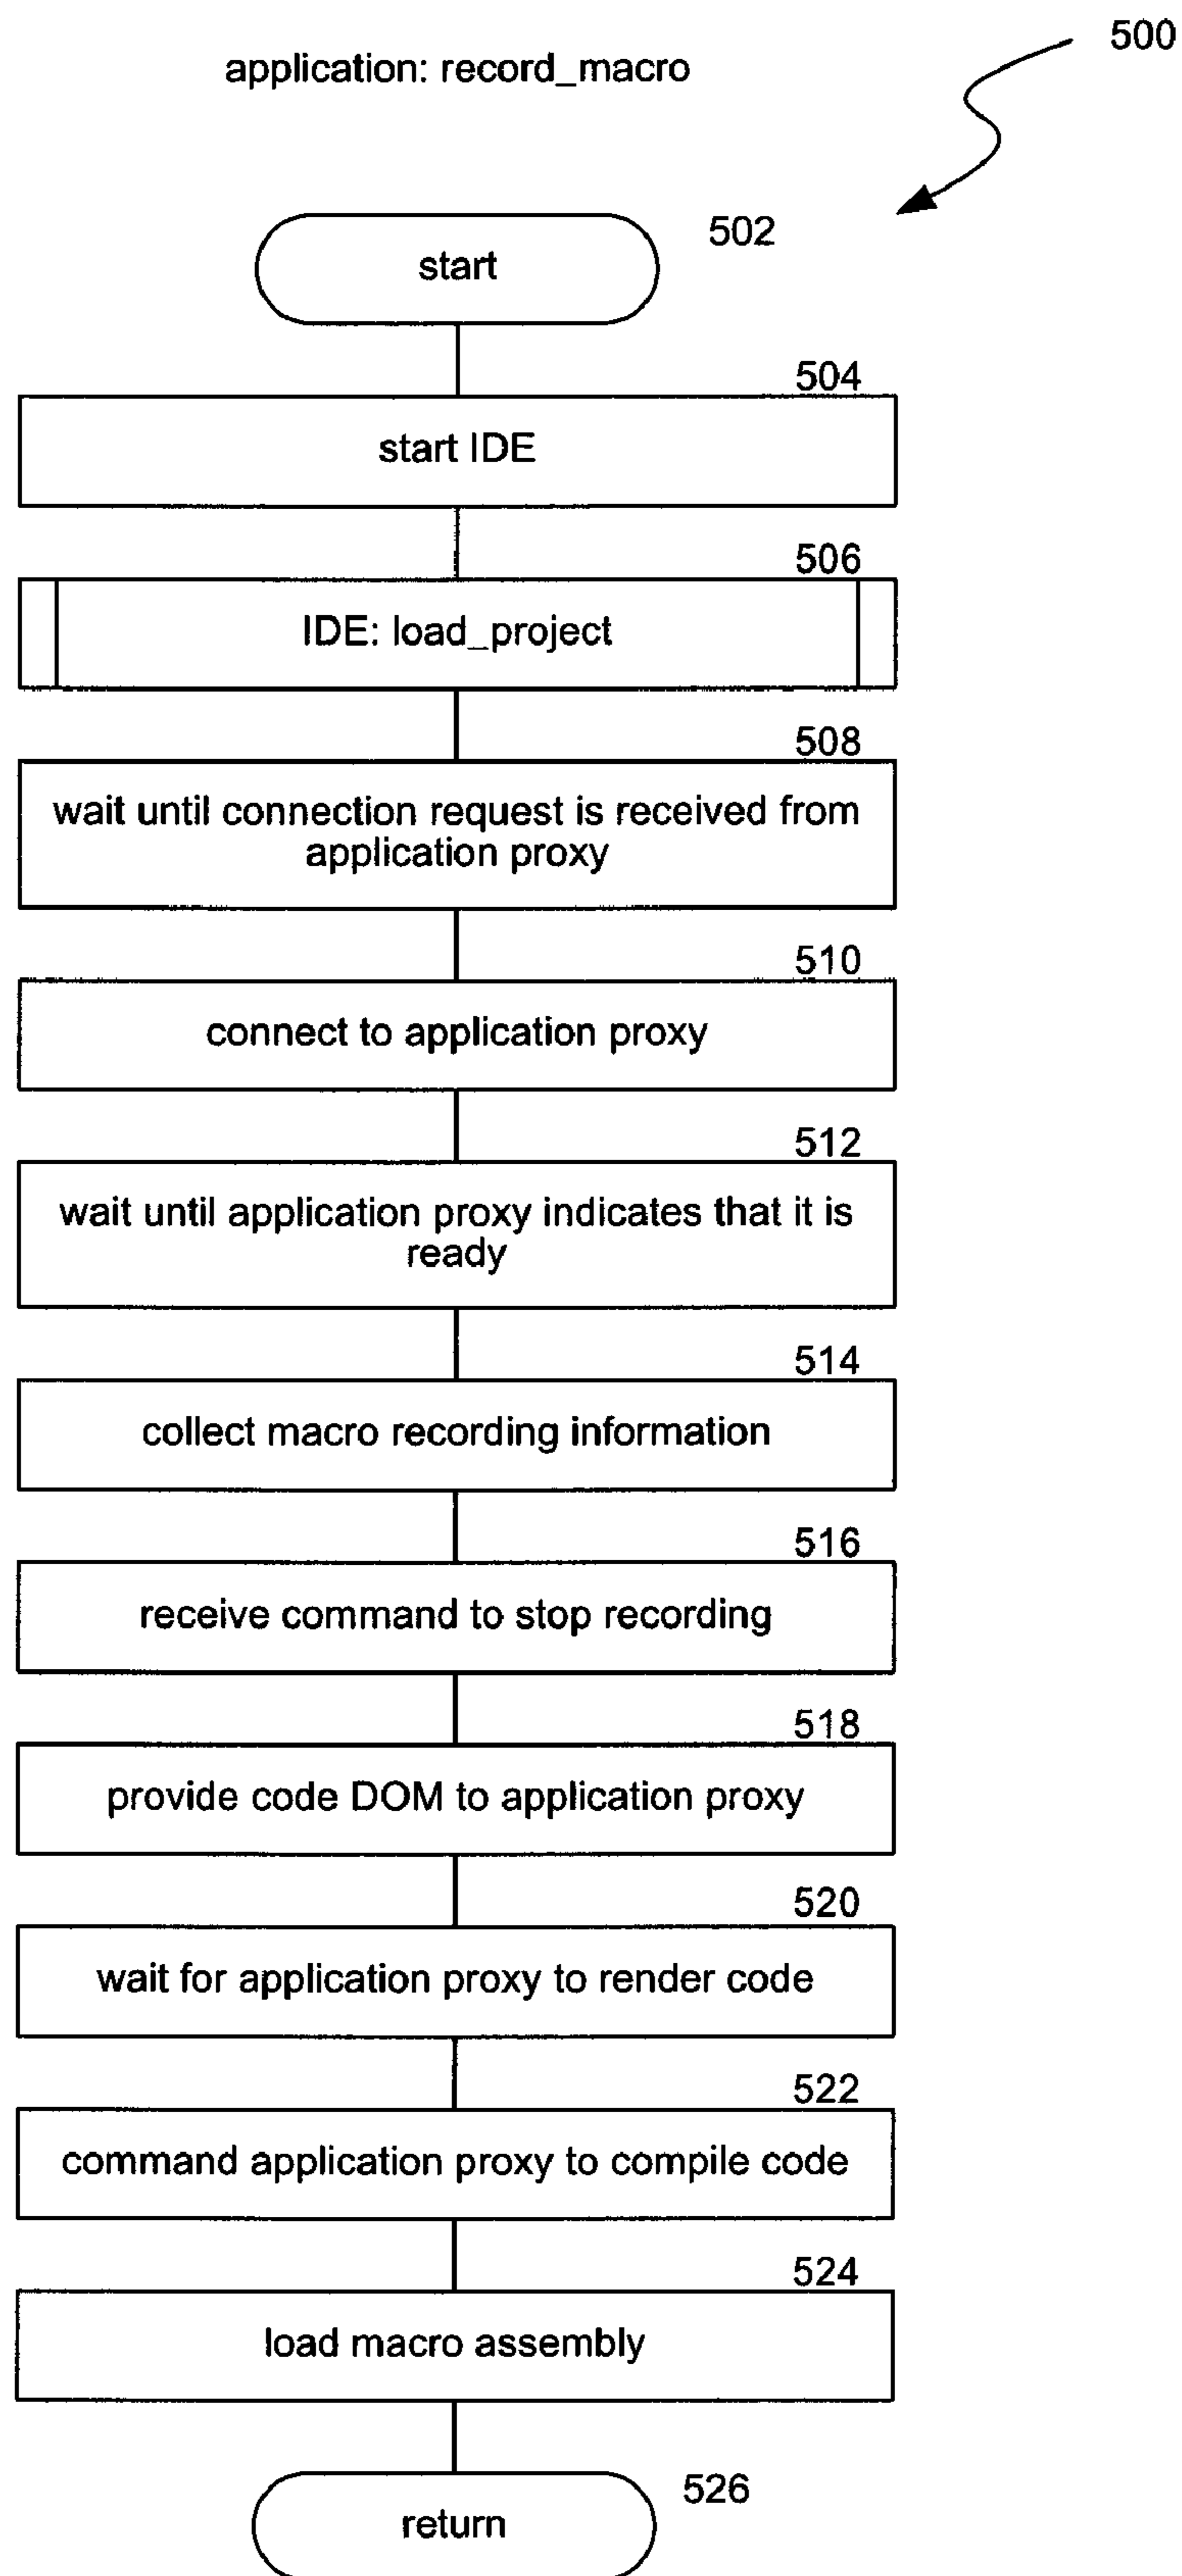 500
application: record_macro
502
start
504
start IDE
506
IDE: load_project
508
wait until connection request is received from
application proxy
510
connect to application proxy
512
wait until application proxy indicates that it is
ready
514
collect macro recording information
516
receive command to stop recording
518
provide code DOM to application proxy
520
wait for application proxy to render code
522
command application proxy to compile code
524
load macro assembly
526
return